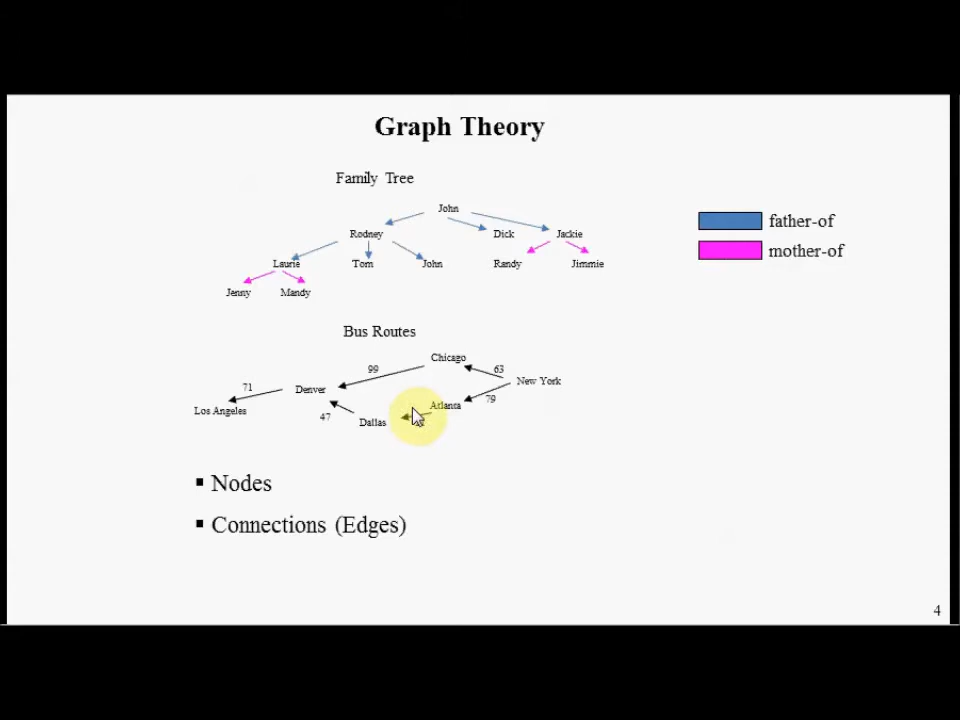 Graph Theory
Family Tree
John
father-of
Rodney Dick Jackie
mother-of
Laurie Tom John Randy Jimmie
Jenny Mandy
Bus Routes
Chicago
99 63
New York
71 Denver
79
Los Angeles Atlanta
47 Dallas
▪ Nodes
▪ Connections (Edges)
4